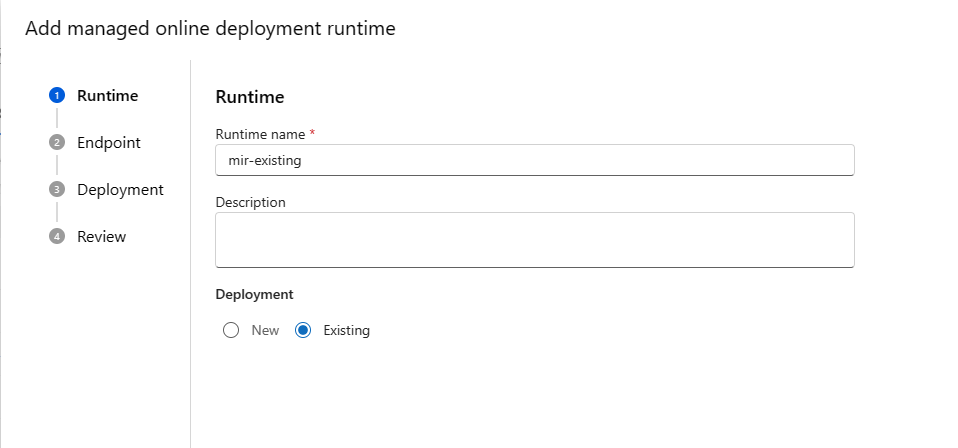 Add managed online deployment runtime
1 Runtime
2 Endpoint
3 Deployment
4 Review
Runtime
Runtime name *
mir-existing
Description
Deployment
New Existing